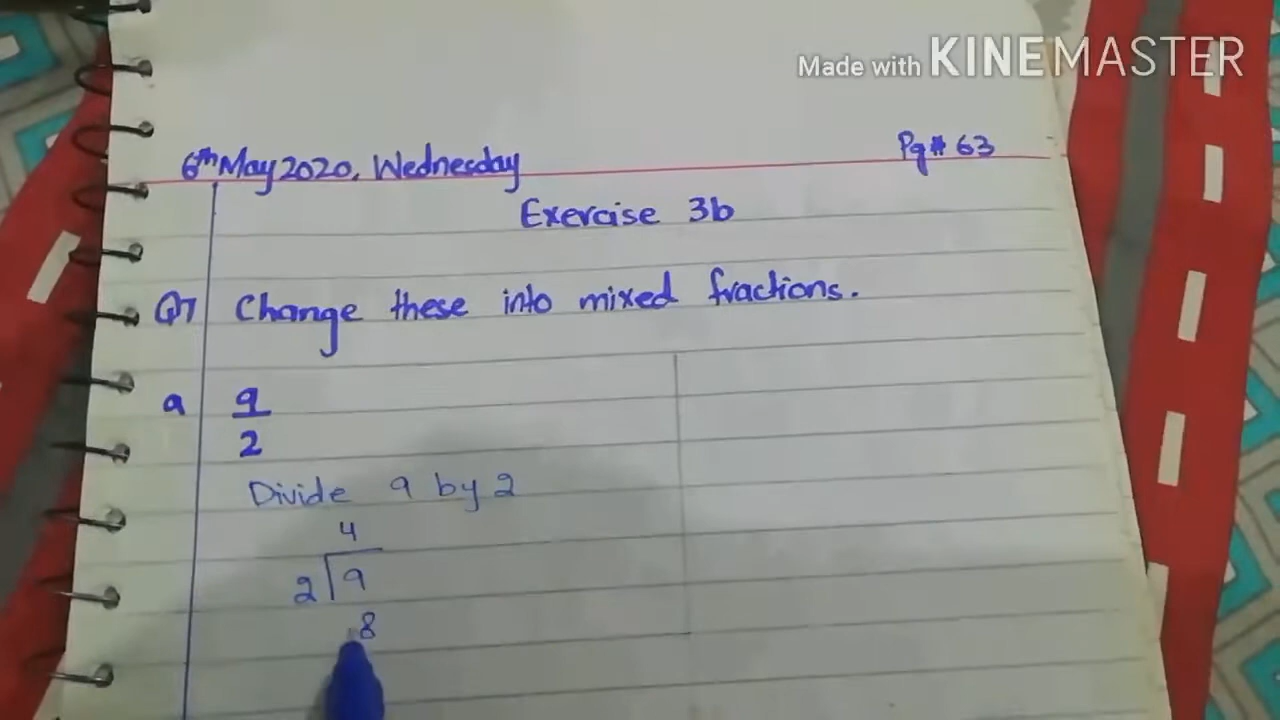 Made with KINEMASTER
6th May 2020, Wednesday Pg# 63
Exercise 3b
Q7 Change these into mixed fractions.
a 9
2
Divide 9 by 2
4
2 9
8